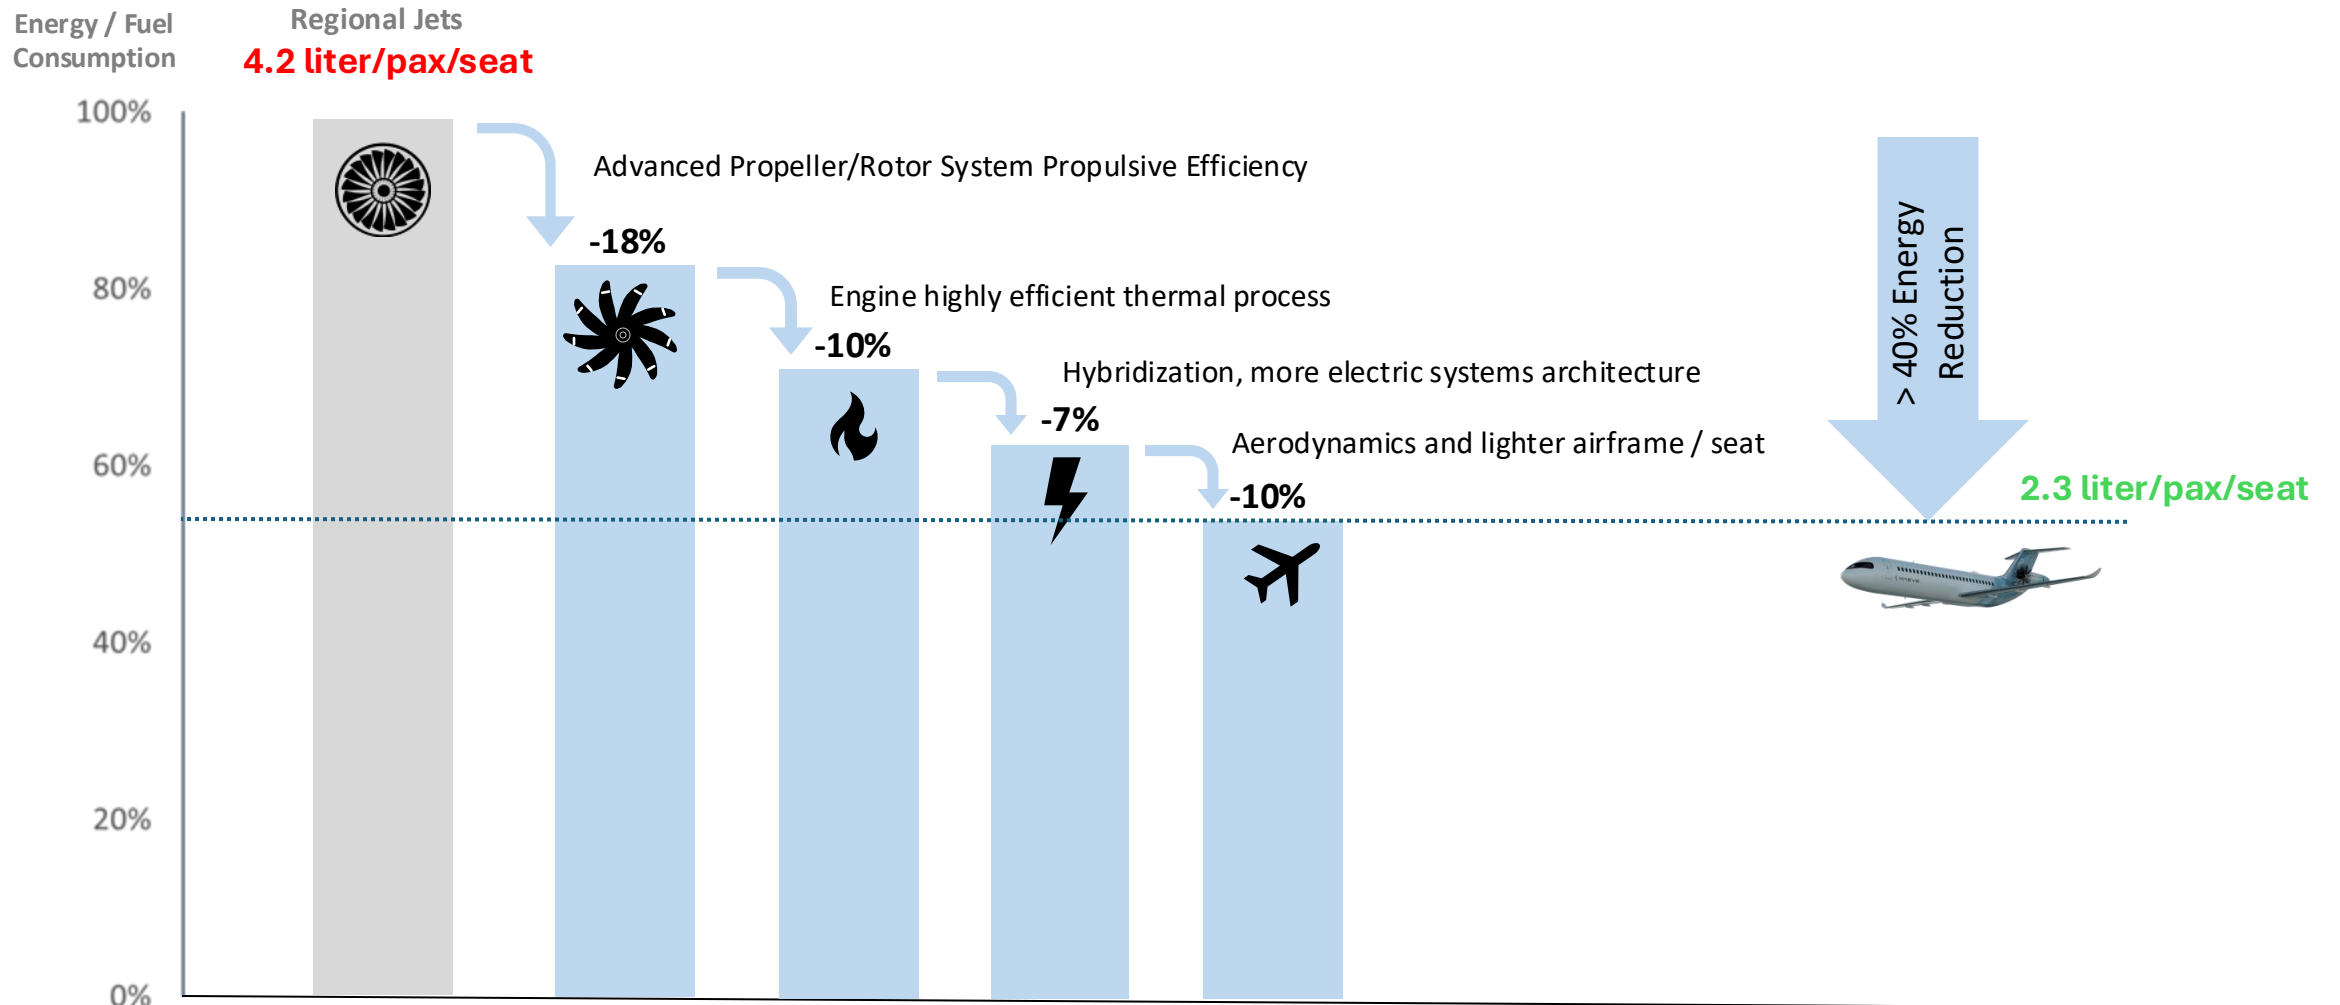 Energy / Fuel
Consumption
Regional Jets
4.2 liter/pax/seat
100%
80%
60%
40%
20%
0%
Advanced Propeller/Rotor System Propulsive Efficiency
-18%
Engine highly efficient thermal process
-10%
Hybridization, more electric systems architecture
-7%
Aerodynamics and lighter airframe / seat
-10%
> 40% Energy
Reduction
2.3 liter/pax/seat